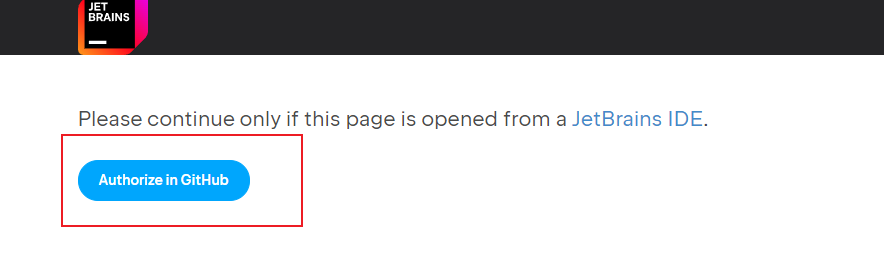 JET
BRAINS
Please continue only if this page is opened from a JetBrains IDE.
Authorize in GitHub